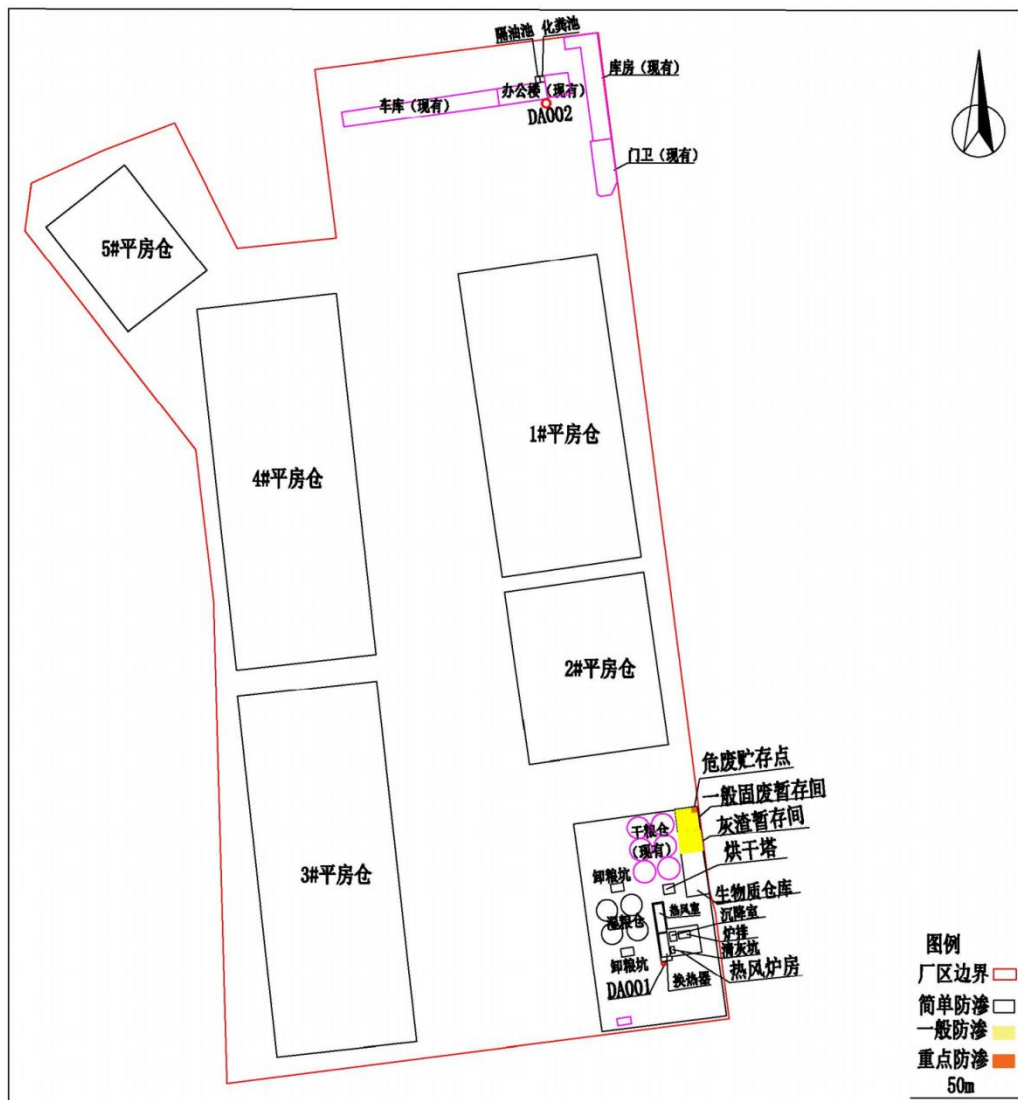 隔油池 化粪池
库房（现有）
车库（现有）
办公楼（现有）
DA002
门卫（现有）
5#平房仓
1#平房仓
4#平房仓
2#平房仓
危废贮存点
一般固废暂存间
灰渣暂存间
干粮仓
（现有）
烘干塔
3#平房仓
卸粮坑
生物质仓库
热风室
沉降室
湿粮仓
炉排
清灰坑
卸粮坑
热风炉房
换热器
DA001
图例
厂区边界
简单防渗
一般防渗
重点防渗
50m